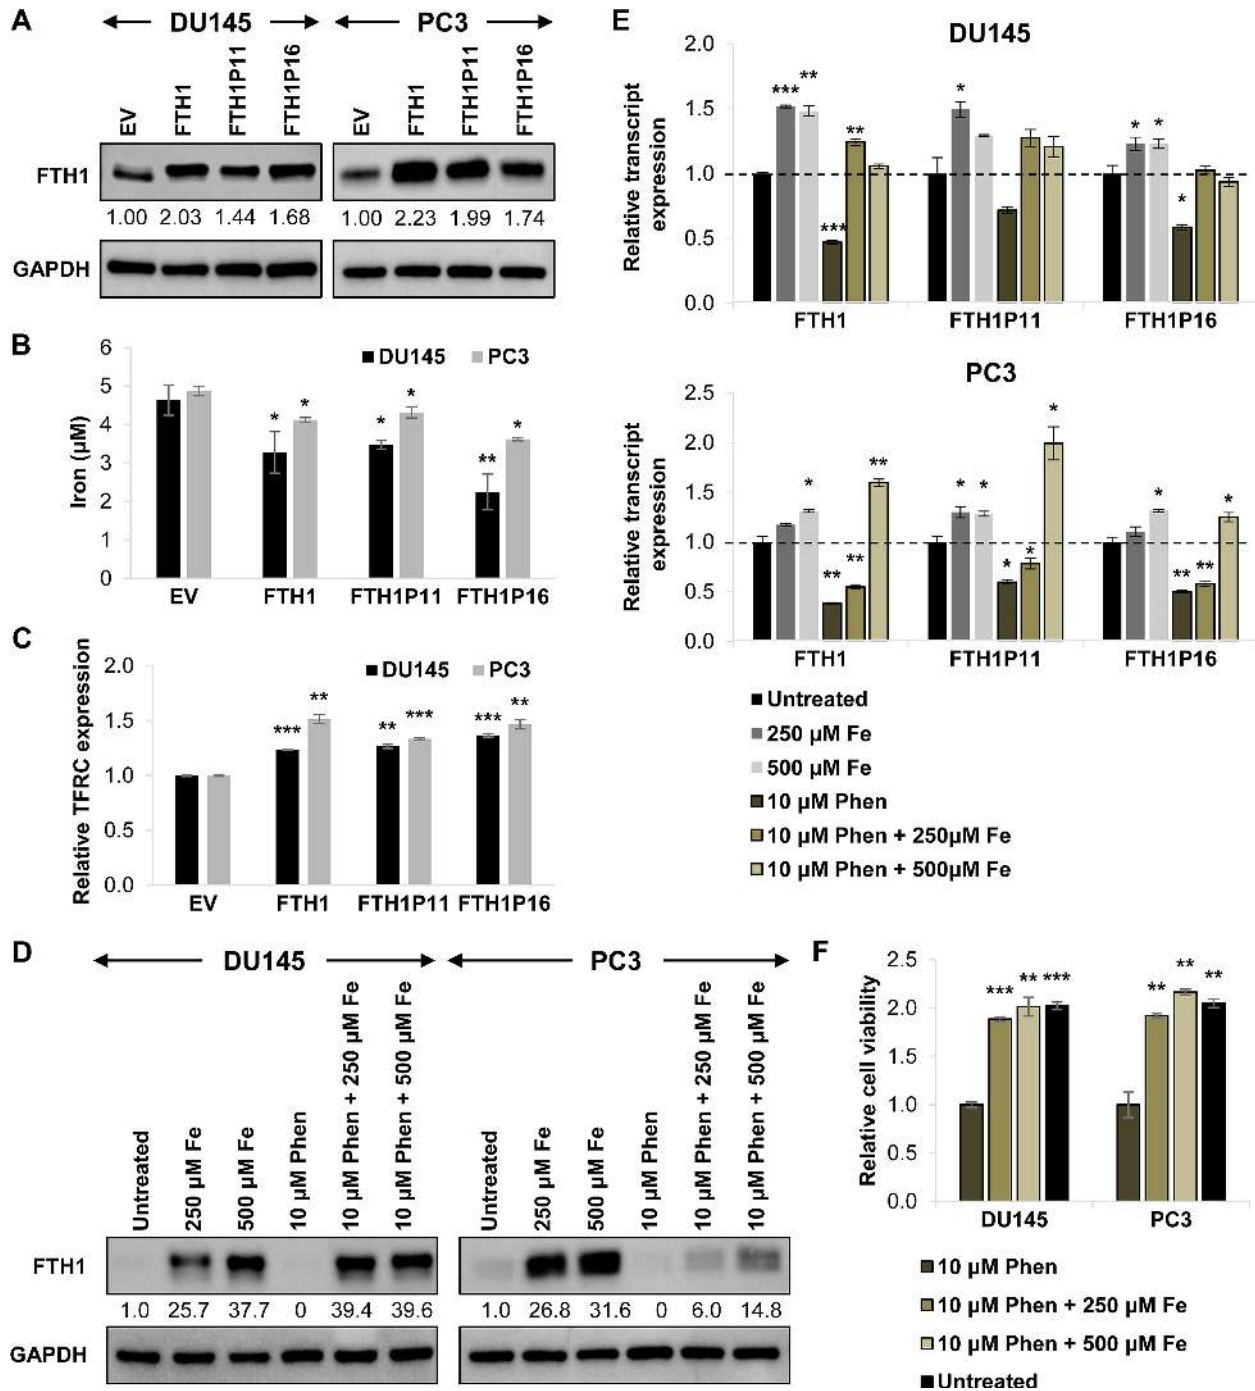 A
DU145
PC3
EV
FTH1
FTH1P11
FTH1P16
EV
FTH1
FTH1P11
FTH1P16
FTH1
1.00 2.03 1.44 1.68
1.00 2.23 1.99 1.74
GAPDH
B
Iron (µM)
6
5
4
3
2
1
0
DU145
PC3
*
*
*
*
**
*
EV
FTH1
FTH1P11
FTH1P16
C
Relative TFRC expression
2.0
1.5
1.0
0.5
0.0
DU145
PC3
***
**
**
***
***
**
EV
FTH1
FTH1P11
FTH1P16
D
DU145
PC3
Untreated
250 µM Fe
500 µM Fe
10 µM Phen
10 µM Phen + 250 µM Fe
10 µM Phen + 500 µM Fe
Untreated
250 µM Fe
500 µM Fe
10 µM Phen
10 µM Phen + 250 µM Fe
10 µM Phen + 500 µM Fe
FTH1
1.0 25.7 37.7 0 39.4 39.6
1.0 26.8 31.6 0 6.0 14.8
GAPDH
E
DU145
Relative transcript
expression
2.0
1.5
1.0
0.5
0.0
***
**
***
**
*
*
*
*
FTH1
FTH1P11
FTH1P16
PC3
Relative transcript
expression
2.5
2.0
1.5
1.0
0.5
0.0
*
**
**
**
*
*
*
*
*
*
**
**
*
FTH1
FTH1P11
FTH1P16
Untreated
250 µM Fe
500 µM Fe
10 µM Phen
10 µM Phen + 250µM Fe
10 µM Phen + 500µM Fe
F
Relative cell viability
2.5
2.0
1.5
1.0
0.5
0.0
***
**
***
**
**
**
DU145
PC3
10 µM Phen
10 µM Phen + 250 µM Fe
10 µM Phen + 500 µM Fe
Untreated